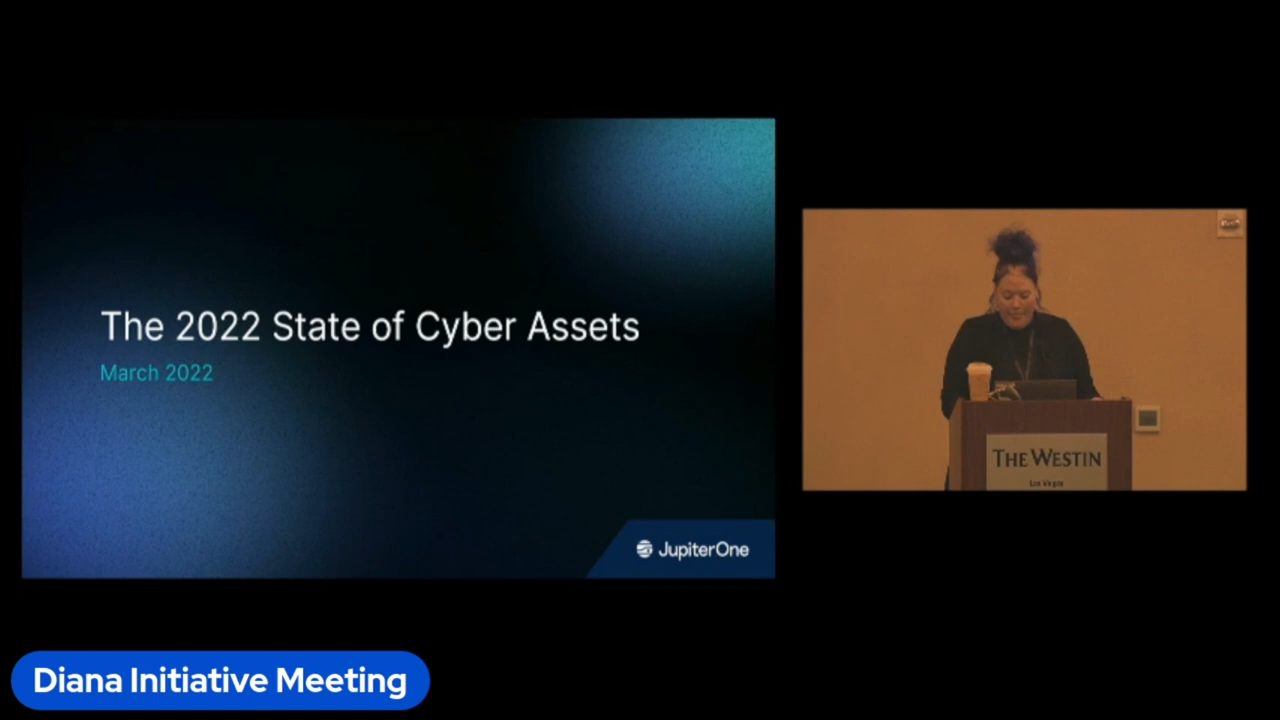 The 2022 State of Cyber Assets
March 2022
JupiterOne
THE WESTIN
Las Vegas
Diana Initiative Meeting